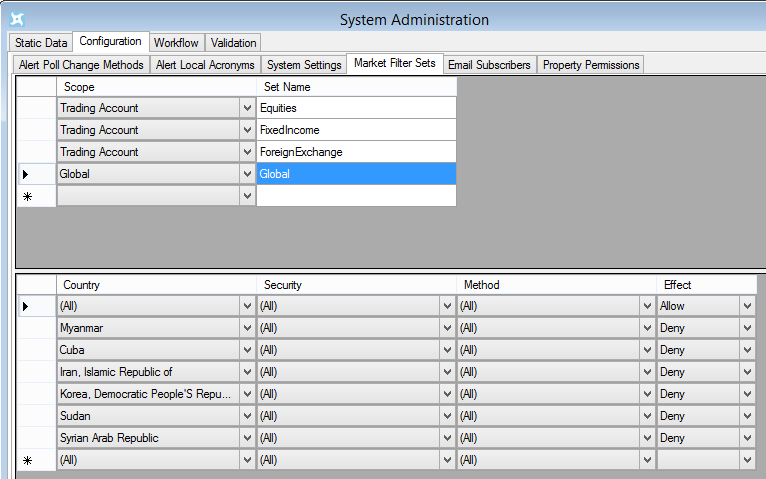 System Administration
Static Data Configuration Workflow Validation
Alert Poll Change Methods Alert Local Acronyms System Settings Market Filter Sets Email Subscribers Property Permissions
Scope Set Name
Trading Account Equities
Trading Account FixedIncome
Trading Account ForeignExchange
Global Global
Country Security Method Effect
(All) (All) (All) Allow
Myanmar (All) (All) Deny
Cuba (All) (All) Deny
Iran, Islamic Republic of (All) (All) Deny
Korea, Democratic People'S Repu... (All) (All) Deny
Sudan (All) (All) Deny
Syrian Arab Republic (All) (All) Deny
(All) (All) (All)